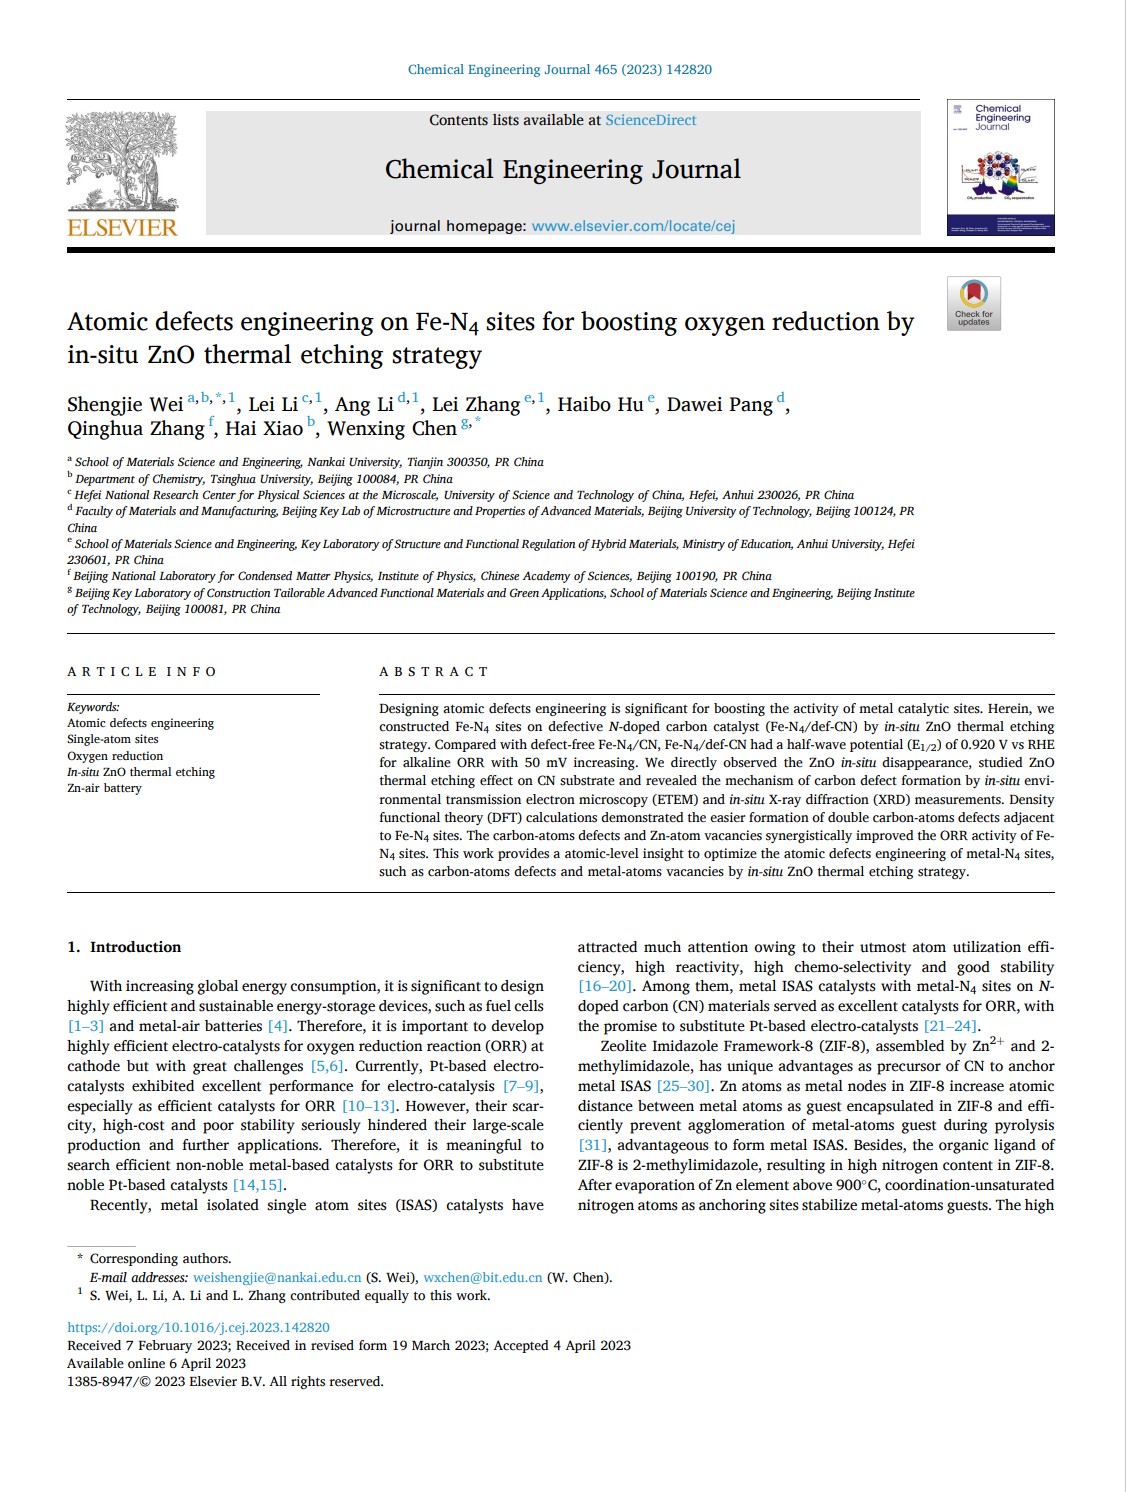 Chemical Engineering Journal 465 (2023) 142820
Contents lists available at ScienceDirect
Chemical Engineering Journal
journal homepage: www.elsevier.com/locate/cej
ELSEVIER
Chemical
Engineering
Journal
Check for
updates
Atomic defects engineering on Fe-N4 sites for boosting oxygen reduction by
in-situ ZnO thermal etching strategy
Shengjie Wei a,b,*,1, Lei Li c,1, Ang Li d,1, Lei Zhang e,1, Haibo Hu e, Dawei Pang d,
Qinghua Zhang f, Hai Xiao b, Wenxing Chen g,*
a School of Materials Science and Engineering, Nankai University, Tianjin 300350, PR China
b Department of Chemistry, Tsinghua University, Beijing 100084, PR China
c Hefei National Research Center for Physical Sciences at the Microscale, University of Science and Technology of China, Hefei, Anhui 230026, PR China
d Faculty of Materials and Manufacturing, Beijing Key Lab of Microstructure and Properties of Advanced Materials, Beijing University of Technology, Beijing 100124, PR
China
e School of Materials Science and Engineering, Key Laboratory of Structure and Functional Regulation of Hybrid Materials, Ministry of Education, Anhui University, Hefei
230601, PR China
f Beijing National Laboratory for Condensed Matter Physics, Institute of Physics, Chinese Academy of Sciences, Beijing 100190, PR China
g Beijing Key Laboratory of Construction Tailorable Advanced Functional Materials and Green Applications, School of Materials Science and Engineering, Beijing Institute
of Technology, Beijing 100081, PR China
ARTICLE INFO
Keywords:
Atomic defects engineering
Single-atom sites
Oxygen reduction
In-situ ZnO thermal etching
Zn-air battery
ABSTRACT
Designing atomic defects engineering is significant for boosting the activity of metal catalytic sites. Herein, we
constructed Fe-N4 sites on defective N-doped carbon catalyst (Fe-N4/def-CN) by in-situ ZnO thermal etching
strategy. Compared with defect-free Fe-N4/CN, Fe-N4/def-CN had a half-wave potential (E1/2) of 0.920 V vs RHE
for alkaline ORR with 50 mV increasing. We directly observed the ZnO in-situ disappearance, studied ZnO
thermal etching effect on CN substrate and revealed the mechanism of carbon defect formation by in-situ envi-
ronmental transmission electron microscopy (ETEM) and in-situ X-ray diffraction (XRD) measurements. Density
functional theory (DFT) calculations demonstrated the easier formation of double carbon-atoms defects adjacent
to Fe-N4 sites. The carbon-atoms defects and Zn-atom vacancies synergistically improved the ORR activity of Fe-
N4 sites. This work provides a atomic-level insight to optimize the atomic defects engineering of metal-N4 sites,
such as carbon-atoms defects and metal-atoms vacancies by in-situ ZnO thermal etching strategy.
1. Introduction
With increasing global energy consumption, it is significant to design
highly efficient and sustainable energy-storage devices, such as fuel cells
[1–3] and metal-air batteries [4]. Therefore, it is important to develop
highly efficient electro-catalysts for oxygen reduction reaction (ORR) at
cathode but with great challenges [5,6]. Currently, Pt-based electro-
catalysts exhibited excellent performance for electro-catalysis [7–9],
especially as efficient catalysts for ORR [10–13]. However, their scar-
city, high-cost and poor stability seriously hindered their large-scale
production and further applications. Therefore, it is meaningful to
search efficient non-noble metal-based catalysts for ORR to substitute
noble Pt-based catalysts [14,15].
Recently, metal isolated single atom sites (ISAS) catalysts have
attracted much attention owing to their utmost atom utilization effi-
ciency, high reactivity, high chemo-selectivity and good stability
[16–20]. Among them, metal ISAS catalysts with metal-N4 sites on N-
doped carbon (CN) materials served as excellent catalysts for ORR, with
the promise to substitute Pt-based electro-catalysts [21–24].
Zeolite Imidazole Framework-8 (ZIF-8), assembled by Zn2+ and 2-
methylimidazole, has unique advantages as precursor of CN to anchor
metal ISAS [25–30]. Zn atoms as metal nodes in ZIF-8 increase atomic
distance between metal atoms as guest encapsulated in ZIF-8 and effi-
ciently prevent agglomeration of metal-atoms guest during pyrolysis
[31], advantageous to form metal ISAS. Besides, the organic ligand of
ZIF-8 is 2-methylimidazole, resulting in high nitrogen content in ZIF-8.
After evaporation of Zn element above 900°C, coordination-unsaturated
nitrogen atoms as anchoring sites stabilize metal-atoms guests. The high
* Corresponding authors.
E-mail addresses: weishengjie@nankai.edu.cn (S. Wei), wxchen@bit.edu.cn (W. Chen).
1 S. Wei, L. Li, A. Li and L. Zhang contributed equally to this work.
https://doi.org/10.1016/j.cej.2023.142820
Received 7 February 2023; Received in revised form 19 March 2023; Accepted 4 April 2023
Available online 6 April 2023
1385-8947/© 2023 Elsevier B.V. All rights reserved.